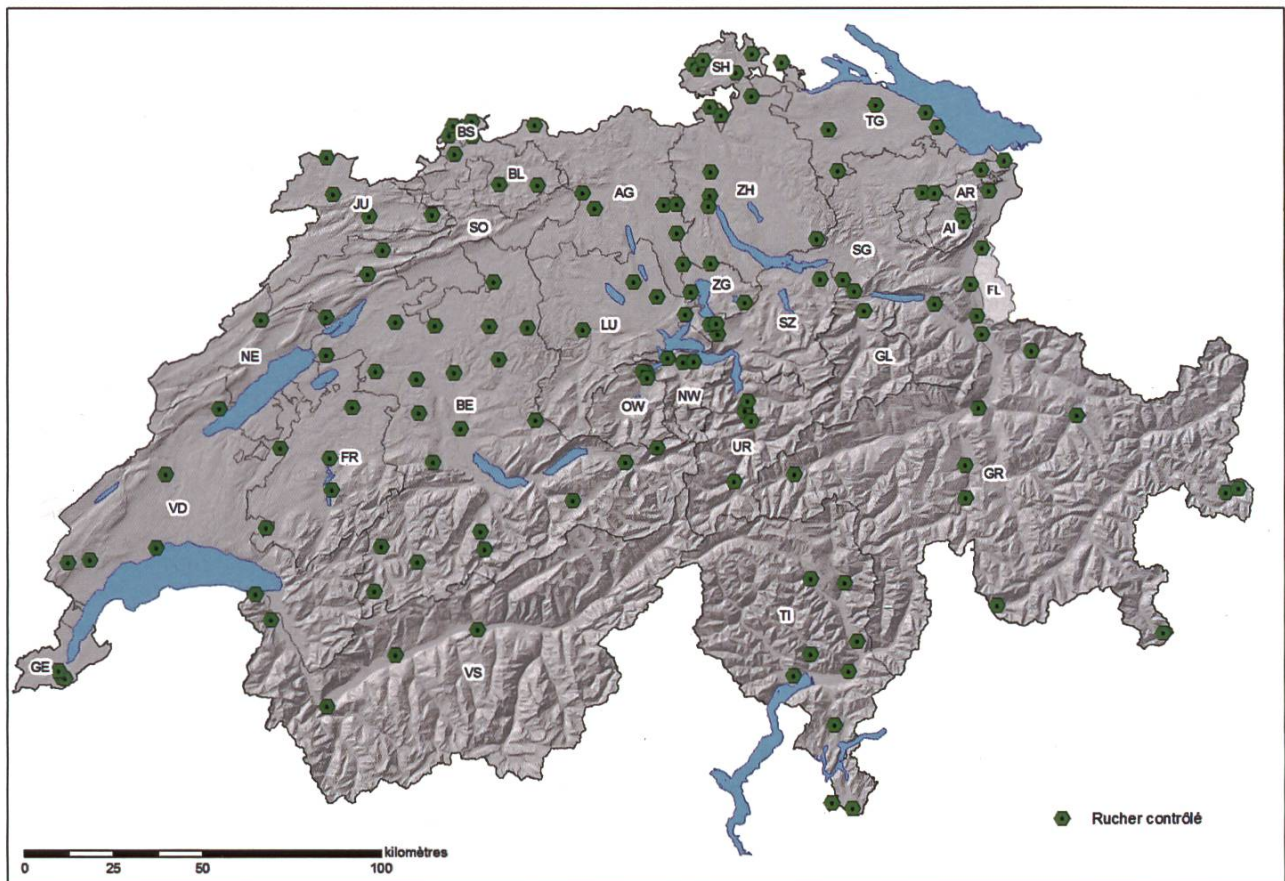 SH
BS
TG
BL
AG
ZH
JU
AR
SO
AI
SG
ZG
FL
LU
SZ
NE
GL
BE
OW
NW
UR
FR
GR
VD
TI
GE
VS
Rucher contrôlé
kilomètres
0 25 50 100